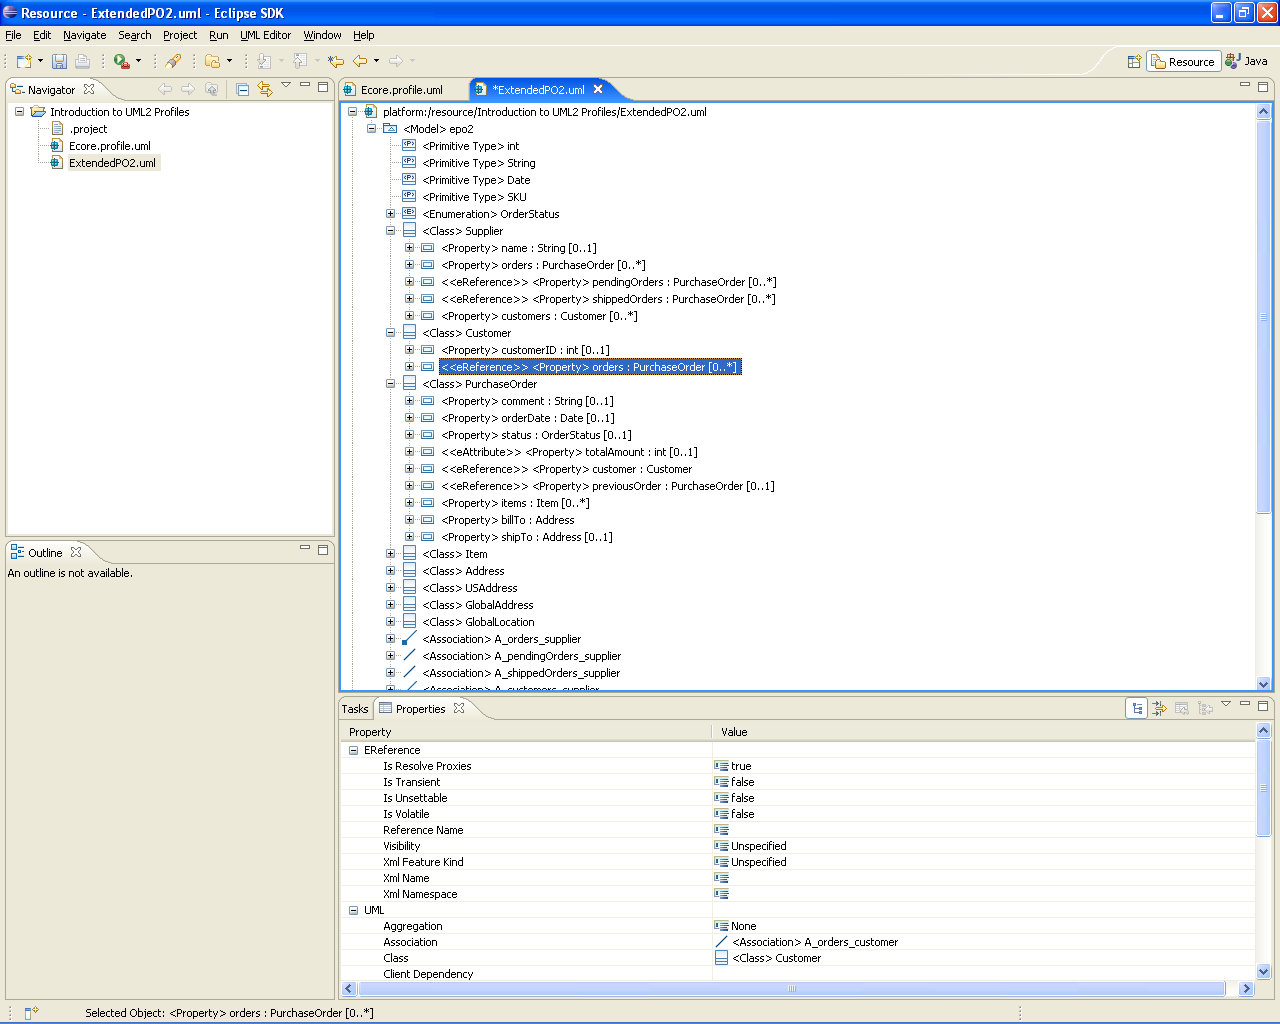 Resource - ExtendedPO2.uml - Eclipse SDK
File Edit Navigate Search Project Run UML Editor Window Help
Resource Java
Navigator
Introduction to UML2 Profiles
.project
Ecore.profile.uml
ExtendedPO2.uml
Outline
An outline is not available.
Ecore.profile.uml *ExtendedPO2.uml
platform:/resource/Introduction to UML2 Profiles/ExtendedPO2.uml
<Model> epo2
<Primitive Type> int
<Primitive Type> String
<Primitive Type> Date
<Primitive Type> SKU
<Enumeration> OrderStatus
<Class> Supplier
<Property> name : String [0..1]
<Property> orders : PurchaseOrder [0..*]
<<eReference>> <Property> pendingOrders : PurchaseOrder [0..*]
<<eReference>> <Property> shippedOrders : PurchaseOrder [0..*]
<Property> customers : Customer [0..*]
<Class> Customer
<Property> customerID : int [0..1]
<<eReference>> <Property> orders : PurchaseOrder [0..*]
<Class> PurchaseOrder
<Property> comment : String [0..1]
<Property> orderDate : Date [0..1]
<Property> status : OrderStatus [0..1]
<<eAttribute>> <Property> totalAmount : int [0..1]
<<eReference>> <Property> customer : Customer
<<eReference>> <Property> previousOrder : PurchaseOrder [0..1]
<Property> items : Item [0..*]
<Property> billTo : Address
<Property> shipTo : Address [0..1]
<Class> Item
<Class> Address
<Class> USAddress
<Class> GlobalAddress
<Class> GlobalLocation
<Association> A_orders_supplier
<Association> A_pendingOrders_supplier
<Association> A_shippedOrders_supplier
<Association> A_customers_supplier
Tasks Properties
Property Value
EReference
Is Resolve Proxies true
Is Transient false
Is Unsettable false
Is Volatile false
Reference Name
Visibility Unspecified
Xml Feature Kind Unspecified
Xml Name
Xml Namespace
UML
Aggregation None
Association <Association> A_orders_customer
Class <Class> Customer
Client Dependency
Selected Object: <Property> orders : PurchaseOrder [0..*]